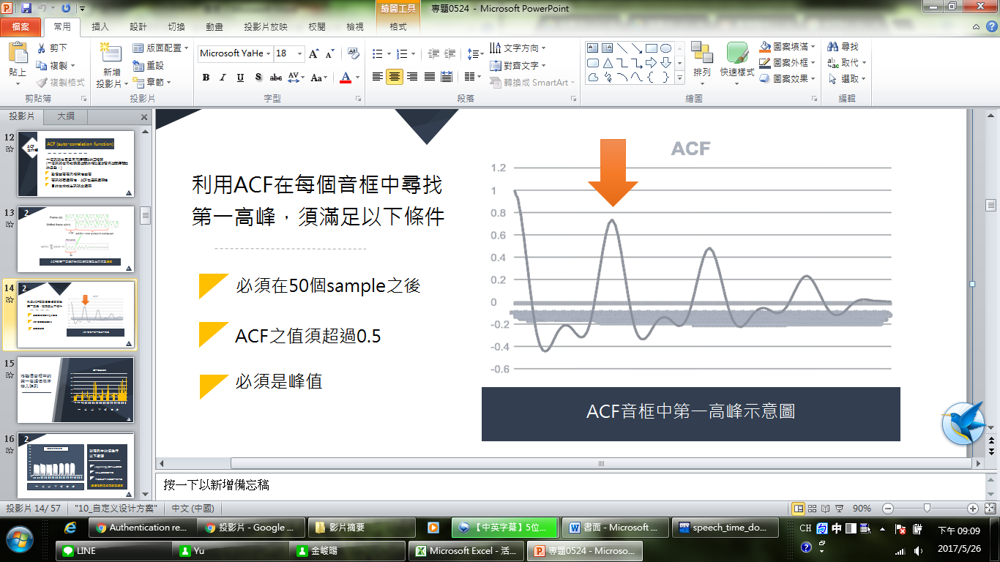 繪圖工具
專題0524 - Microsoft PowerPoint
檔案 常用 插入 設計 切換 動畫 投影片放映 校閱 檢視 格式
貼上
剪下
複製
複製格式
剪貼簿
新增
投影片
版面配置
重設
章節
投影片
Microsoft YaHe 18
B I U S abc AV Aa A
字型
文字方向
對齊文字
轉換成 SmartArt
段落
排列
快速樣式
圖案填滿
圖案外框
圖案效果
繪圖
尋找
取代
選取
編輯
投影片 大綱
12
ACF (auto-correlation function)
13
2
14
2
15
16
2
利用ACF在每個音框中尋找
第一高峰，須滿足以下條件
必須在50個sample之後
ACF之值須超過0.5
必須是峰值
ACF
1.2
1
0.8
0.6
0.4
0.2
0
-0.2
-0.4
-0.6
ACF音框中第一高峰示意圖
按一下以新增備忘稿
投影片 14/ 57 "10_自定义设计方案" 中文 (中國) 90%
Authentication re... 投影片 - Google ... 影片摘要 【中英字幕】5位... 書面 - Microsoft ... speech_time_do...
CH 中
下午 09:09
LINE Yu 金峻暘 Microsoft Excel - 活... 專題0524 - Microso...
2017/5/26